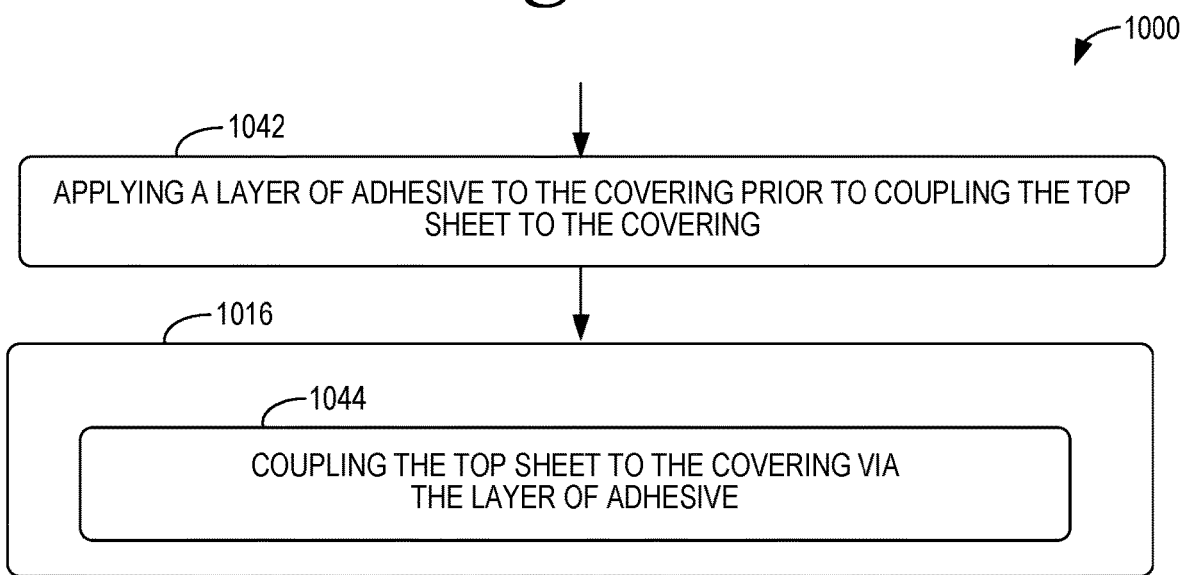 1000
1042
APPLYING A LAYER OF ADHESIVE TO THE COVERING PRIOR TO COUPLING THE TOP
SHEET TO THE COVERING
1016
1044
COUPLING THE TOP SHEET TO THE COVERING VIA
THE LAYER OF ADHESIVE